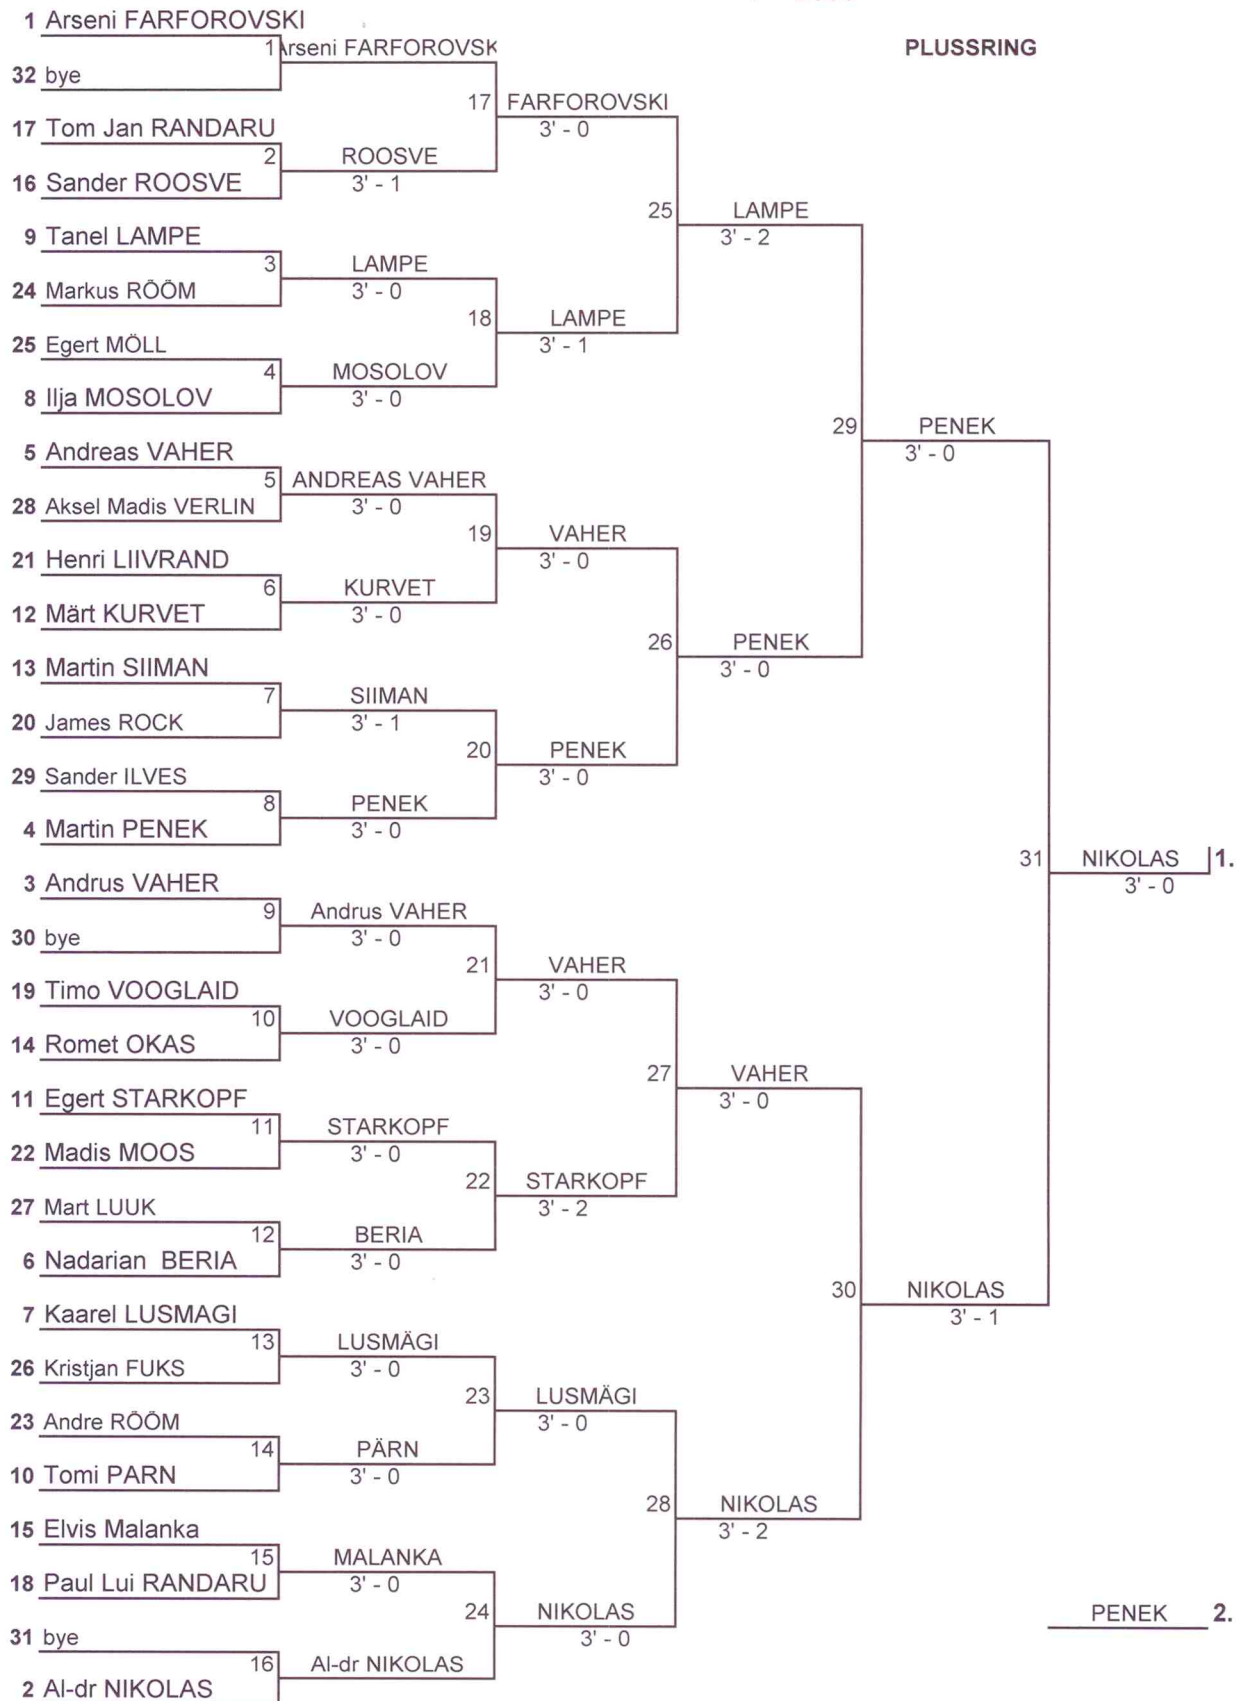 PLUSSRING
1 Arseni FARFOROVSKI
1 Arseni FARFOROVSK
32 bye
17 FARFOROVSKI
3' - 0
17 Tom Jan RANDARU
2 ROOSVE
3' - 1
16 Sander ROOSVE
25 LAMPE
3' - 2
9 Tanel LAMPE
3 LAMPE
3' - 0
24 Markus RÖÖM
18 LAMPE
3' - 1
25 Egert MÖLL
4 MOSOLOV
3' - 0
8 Ilja MOSOLOV
29 PENEK
3' - 0
5 Andreas VAHER
5 ANDREAS VAHER
3' - 0
28 Aksel Madis VERLIN
19 VAHER
3' - 0
21 Henri LIIVRAND
6 KURVET
3' - 0
12 Märt KURVET
26 PENEK
3' - 0
13 Martin SIIMAN
7 SIIMAN
3' - 1
20 James ROCK
20 PENEK
3' - 0
29 Sander ILVES
8 PENEK
3' - 0
4 Martin PENEK
31 NIKOLAS 1.
3' - 0
3 Andrus VAHER
9 Andrus VAHER
3' - 0
30 bye
21 VAHER
3' - 0
19 Timo VOOGLAID
10 VOOGLAID
3' - 0
14 Romet OKAS
27 VAHER
3' - 0
11 Egert STARKOPF
11 STARKOPF
3' - 0
22 Madis MOOS
22 STARKOPF
3' - 2
27 Mart LUUK
12 BERIA
3' - 0
6 Nadarian BERIA
30 NIKOLAS
3' - 1
7 Kaarel LUSMAGI
13 LUSMÄGI
3' - 0
26 Kristjan FUKS
23 LUSMÄGI
3' - 0
23 Andre RÖÖM
14 PÄRN
3' - 0
10 Tomi PARN
28 NIKOLAS
3' - 2
15 Elvis Malanka
15 MALANKA
3' - 0
18 Paul Lui RANDARU
24 NIKOLAS
3' - 0
PENEK 2.
31 bye
16 Al-dr NIKOLAS
2 Al-dr NIKOLAS